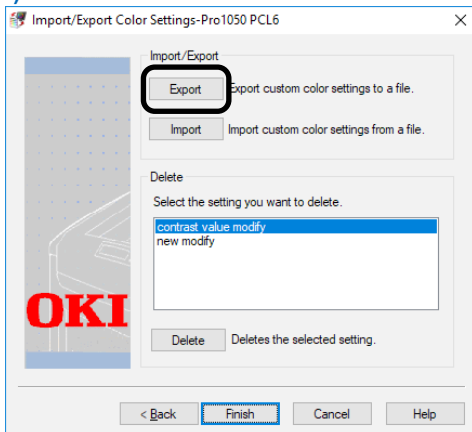 Import/Export Color Settings-Pro1050 PCL6
Import/Export
Export Export custom color settings to a file.
Import Import custom color settings from a file.
Delete
Select the setting you want to delete.
contrast value modify
new modify
OKI
Delete Deletes the selected setting.
< Back Finish Cancel Help